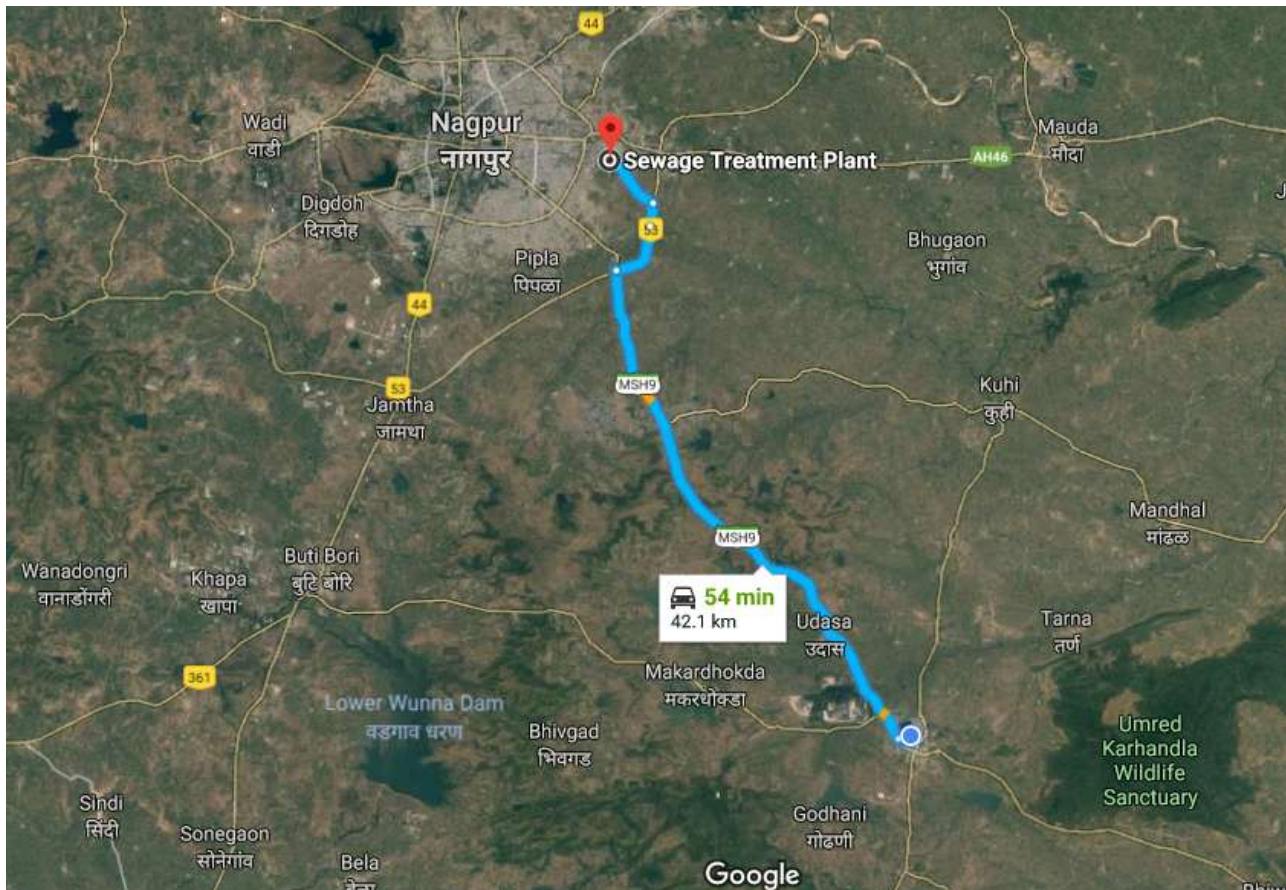 44
Wadi
वाडी
Nagpur
नागपुर
Mauda
मौदा
Sewage Treatment Plant
AH46
Digdoh
दिगडोह
53
Bhugaon
भुगांव
Pipla
पिपळा
44
MSH9
53
Jamtha
जामथा
Kuhi
कुही
Mandhal
मांढळ
MSH9
Buti Bori
बुटि बोरि
Wanadongri
वानाडोंगरी
Khapa
खापा
54 min
42.1 km
Udasa
उदास
Tarna
तर्ण
361
Makardhokda
मकरधोक्डा
Lower Wunna Dam
वडगाव धरण
Bhivgad
भिवगड
Umred
Karhandla
Wildlife
Sanctuary
Sindi
सिंदी
Sonegaon
सोनेगांव
Godhani
गोढणी
Bela
Google